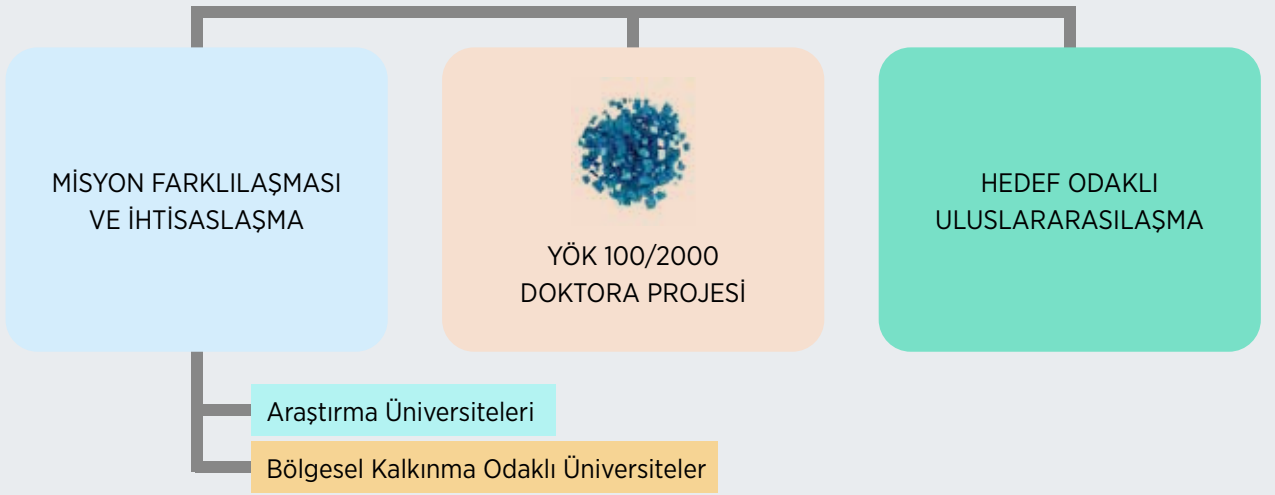 MİSYON FARKLILAŞMASI
VE İHTİSASLAŞMA
YÖK 100/2000
DOKTORA PROJESİ
HEDEF ODAKLI
ULUSLARARASILAŞMA
Araştırma Üniversiteleri
Bölgesel Kalkınma Odaklı Üniversiteler